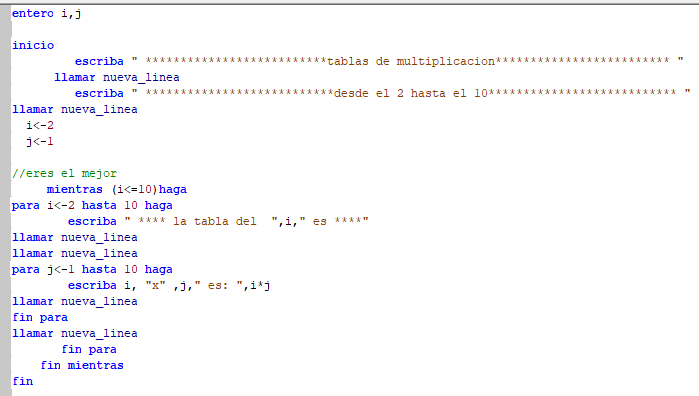 entero i,j
inicio
escriba " **************************tablas de multiplicacion************************* "
llamar nueva_linea
escriba " ***************************desde el 2 hasta el 10*************************** "
llamar nueva_linea
i<-2
j<-1
//eres el mejor
mientras (i<=10)haga
para i<-2 hasta 10 haga
escriba " **** la tabla del  ",i," es ****"
llamar nueva_linea
llamar nueva_linea
para j<-1 hasta 10 haga
escriba i, "x" ,j," es: ",i*j
llamar nueva_linea
fin para
llamar nueva_linea
fin para
fin mientras
fin